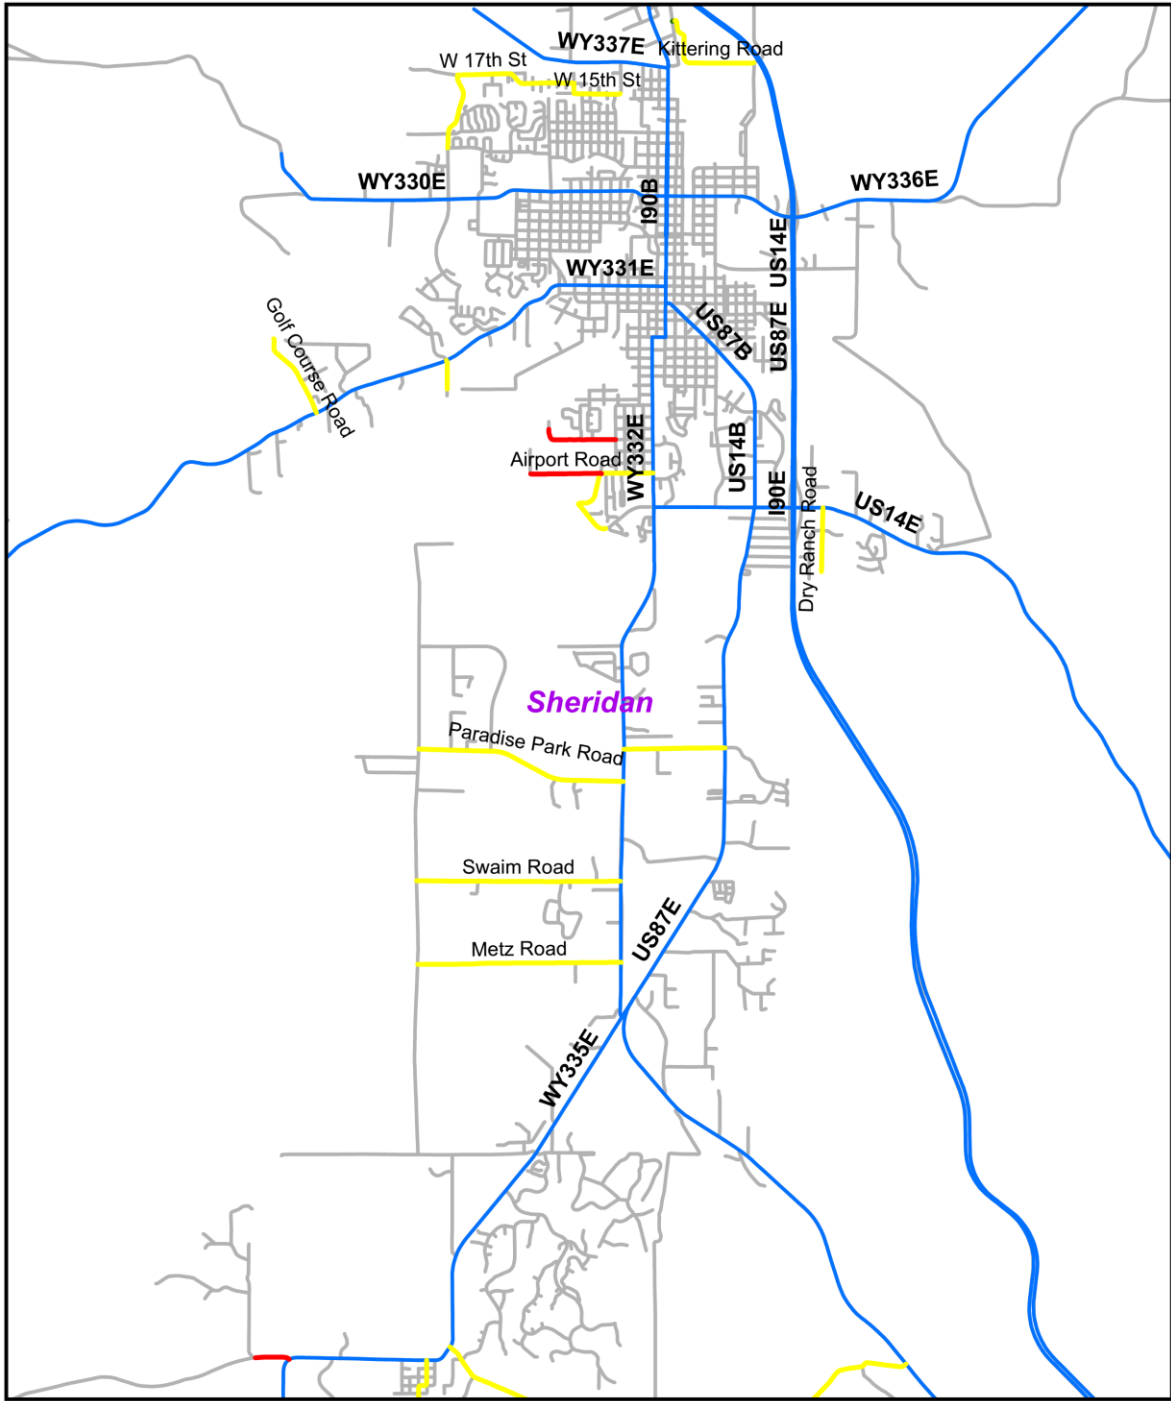 WY337E
Kittering Road
W 17th St
W 15th St
WY330E
I90B
WY336E
US14E
WY331E
US87E
US87B
Golf Course Road
WY332E
US14B
Airport Road
I90E
Dry Ranch Road
US14E
Sheridan
Paradise Park Road
Swaim Road
US87E
Metz Road
WY335E